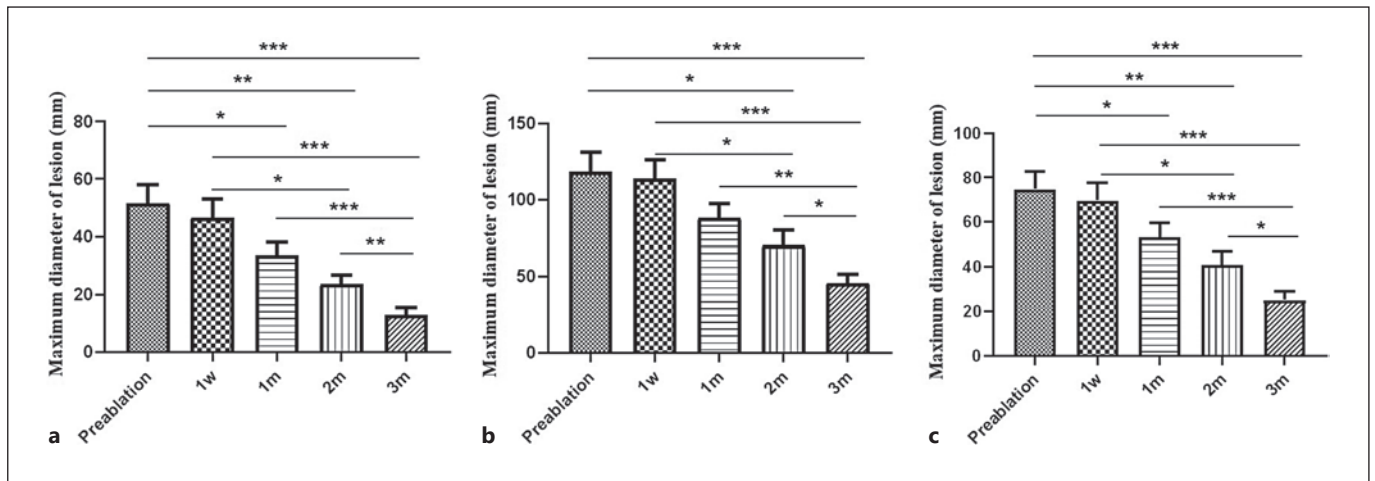 ***
**
*
***
*
***
**
Maximum diameter of lesion (mm)
80
60
40
20
0
Preablation
1w
1m
2m
3m
a
***
*
***
*
**
*
Maximum diameter of lesion (mm)
150
100
50
0
Preablation
1w
1m
2m
3m
b
***
**
*
***
*
***
*
Maximum diameter of lesion (mm)
100
80
60
40
20
0
Preablation
1w
1m
2m
3m
c